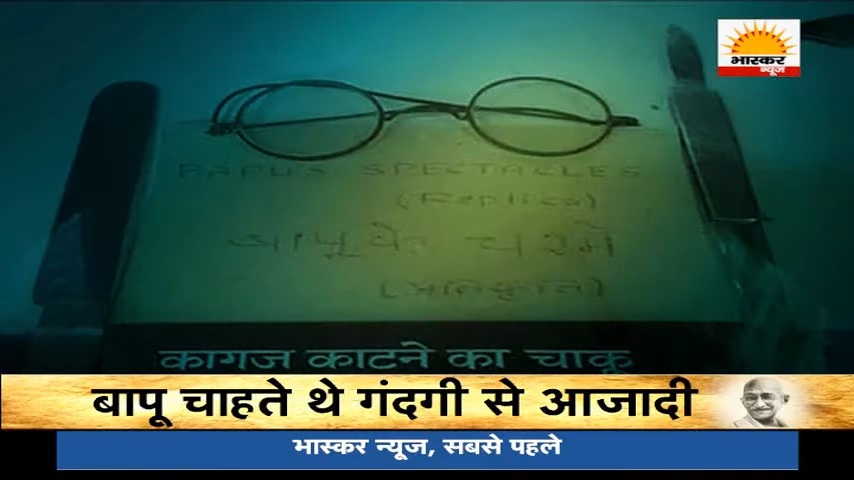 भास्कर
न्यूज़
BAPU'S SPECTACLES
(Replica)
बापू के चश्में
(प्रतिकृति)
कागज काटने का चाकू
बापू चाहते थे गंदगी से आजादी
भास्कर न्यूज, सबसे पहले